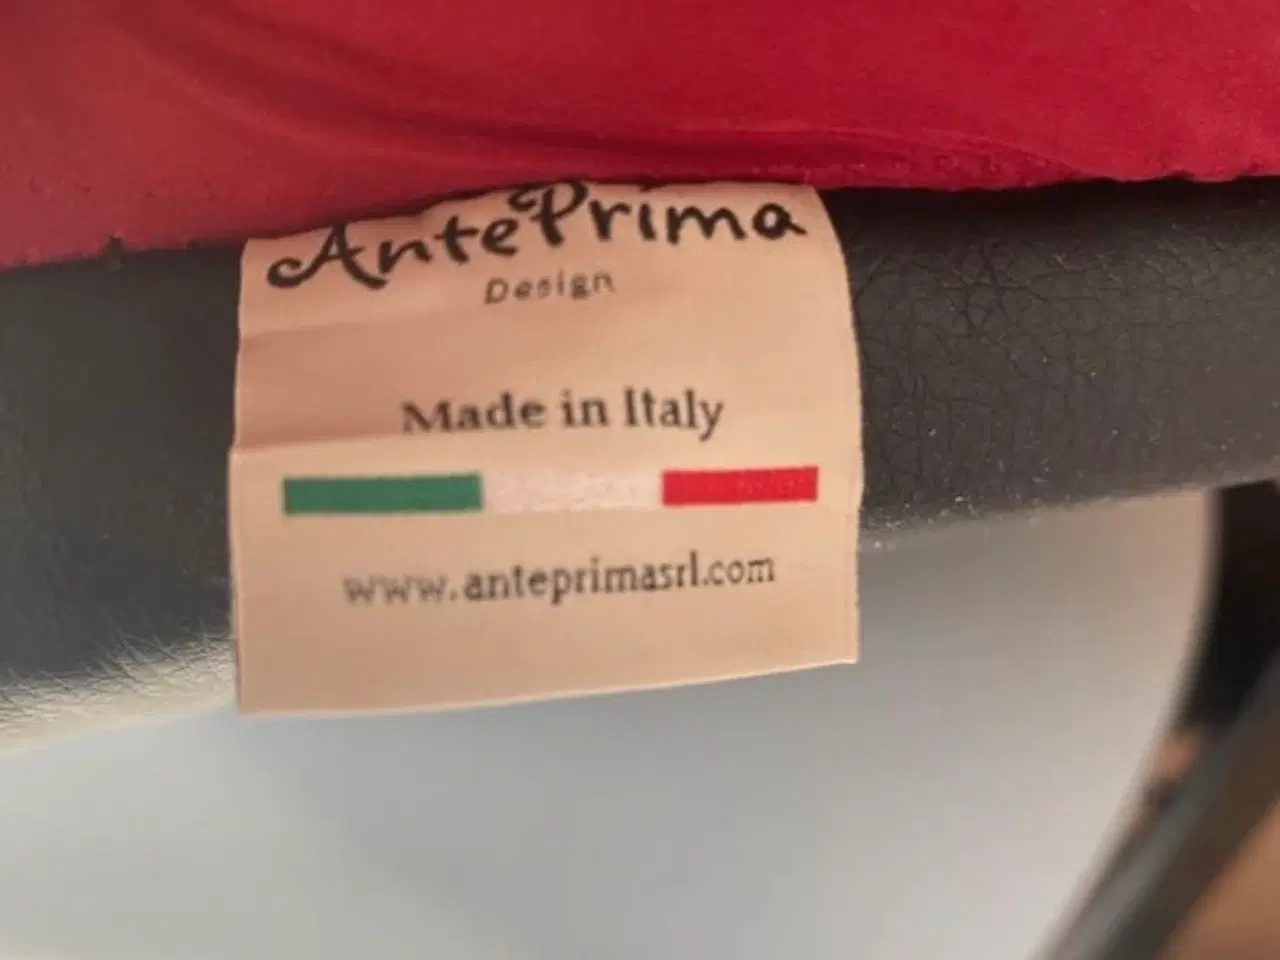 AntePrima
Design
Made in Italy
www.anteprimasrl.com